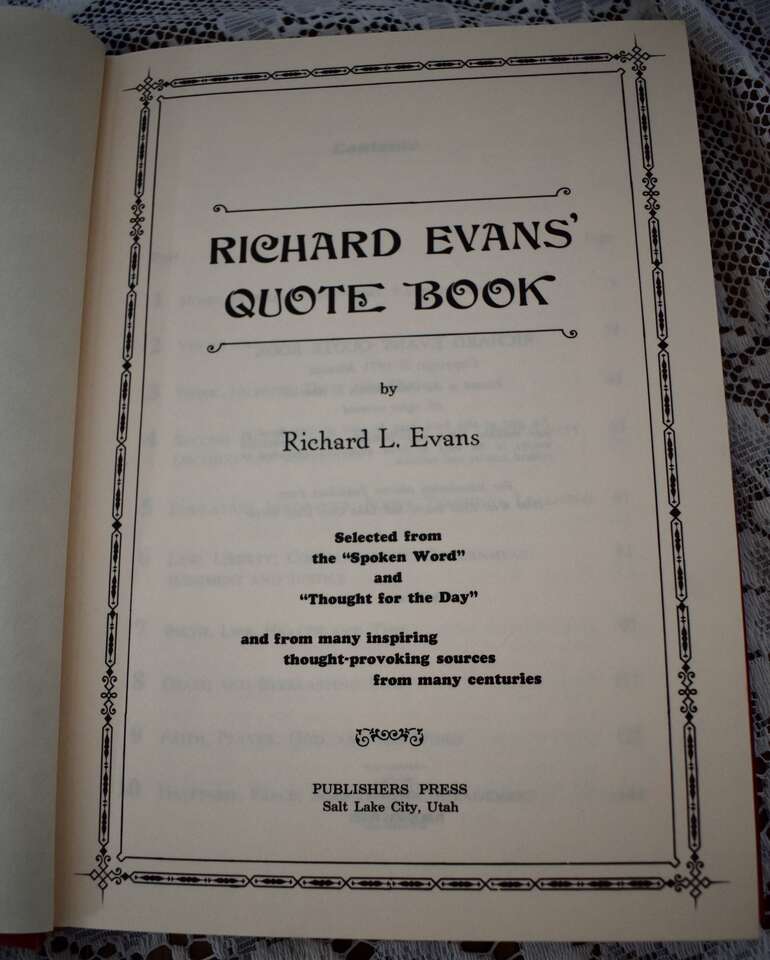 RICHARD EVANS'
QUOTE BOOK
by
Richard L. Evans
Selected from
the "Spoken Word"
and
"Thought for the Day"
and from many inspiring
thought-provoking sources
from many centuries
PUBLISHERS PRESS
Salt Lake City, Utah